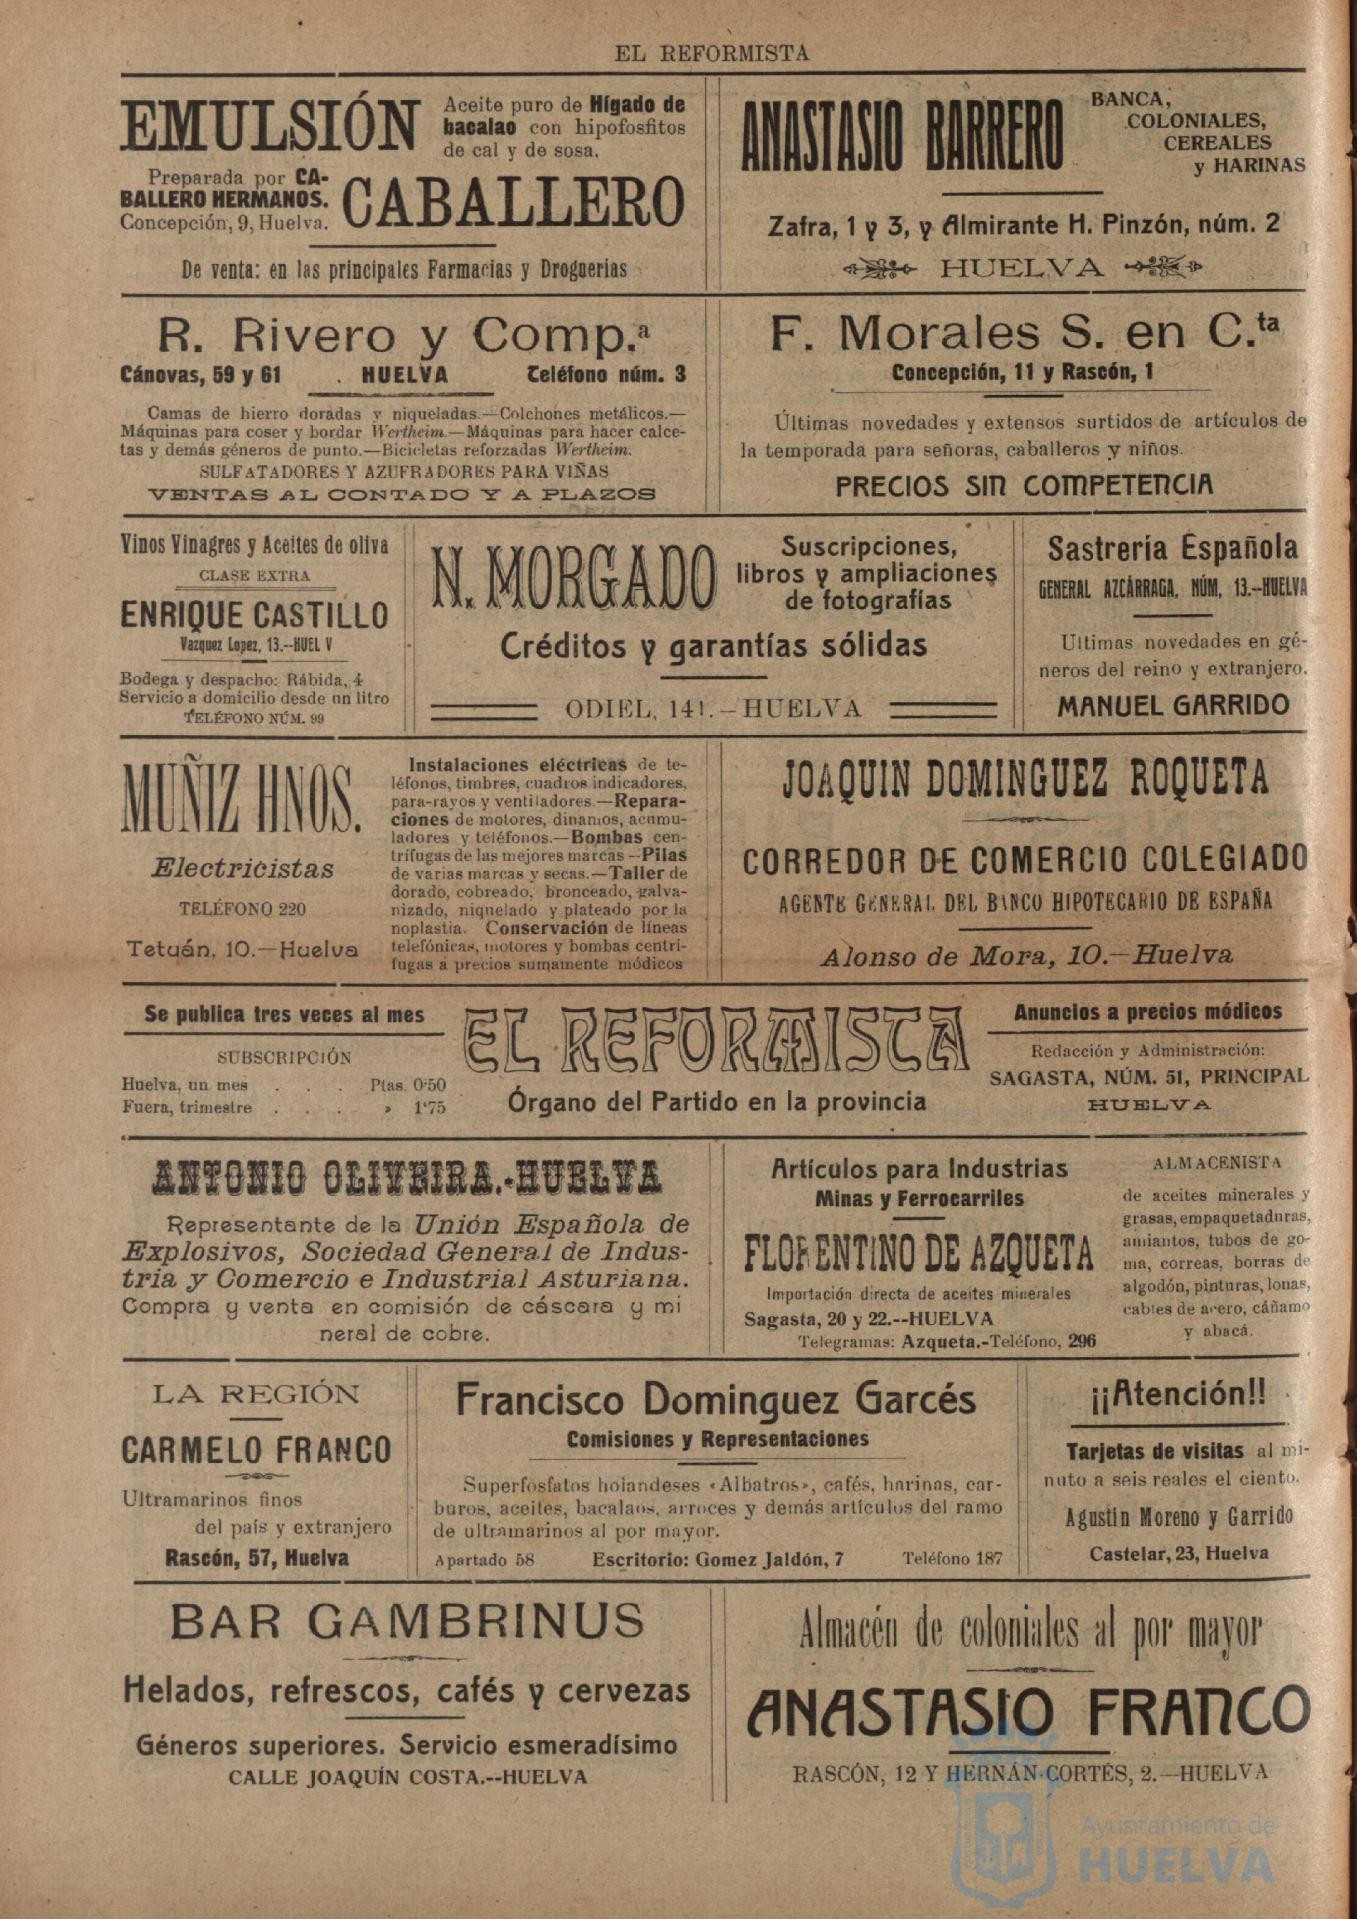 EL REFORMISTA
EMULSIÓN
Aceite puro de Hígado de
bacalao con hipofosfitos
de cal y de sosa.
Preparada por CA-
BALLERO HERMANOS.
Concepción, 9, Huelva.
CABALLERO
De venta: en las principales Farmacias y Droguerias
ANASTASIO BARRERO
BANCA,
COLONIALES,
CEREALES
y HARINAS
Zafra, 1 y 3, y Almirante H. Pinzón, núm. 2
HUELVA
R. Rivero y Comp.ª
Cánovas, 59 y 61 HUELVA Teléfono núm. 3
Camas de hierro doradas y niqueladas.—Colchones metálicos.—
Máquinas para coser y bordar Wertheim.—Máquinas para hacer calce-
tas y demás géneros de punto.—Bicicletas reforzadas Wertheim.
SULFATADORES Y AZUFRADORES PARA VIÑAS
VENTAS AL CONTADO Y A PLAZOS
F. Morales S. en C.ta
Concepción, 11 y Rascón, 1
Últimas novedades y extensos surtidos de artículos de
la temporada para señoras, caballeros y niños.
PRECIOS SIN COMPETENCIA
Vinos Vinagres y Aceites de oliva
CLASE EXTRA
ENRIQUE CASTILLO
Vazquez Lopez, 13.--HUEL V
Bodega y despacho: Rábida, 4
Servicio a domicilio desde un litro
TELÉFONO NÚM. 99
N. MORGADO
Suscripciones,
libros y ampliaciones
de fotografías
Créditos y garantías sólidas
ODIEL, 141.—HUELVA
Sastrería Española
GENERAL AZCÁRRAGA, NÚM, 13.--HUELVA
Ultimas novedades en gé-
neros del reino y extranjero.
MANUEL GARRIDO
MUÑIZ HNOS.
Electricistas
TELÉFONO 220
Tetuán, 10.—Huelva
Instalaciones eléctricas de te-
léfonos, timbres, cuadros indicadores,
para-rayos y ventiladores.—Repara-
ciones de motores, dinamos, acumu-
ladores y teléfonos.—Bombas cen-
trífugas de las mejores marcas—Pilas
de varias marcas y secas.—Taller de
dorado, cobreado, bronceado, galva-
nizado, niquelado y plateado por la
noplastia. Conservación de líneas
telefónicas, motores y bombas centrí-
fugas a precios sumamente módicos
JOAQUIN DOMINGUEZ ROQUETA
CORREDOR DE COMERCIO COLEGIADO
AGENTE GENERAL DEL BANCO HIPOTECARIO DE ESPAÑA
Alonso de Mora, 10.—Huelva
Se publica tres veces al mes
SUBSCRIPCIÓN
Huelva, un mes . . . Ptas. 0'50
Fuera, trimestre . . . » 1'75
EL REFORMISTA
Órgano del Partido en la provincia
Anuncios a precios módicos
Redacción y Administración:
SAGASTA, NÚM. 51, PRINCIPAL
HUELVA
ANTONIO OLIVEIRA.-HUELVA
Representante de la Unión Española de
Explosivos, Sociedad General de Indus-
tria y Comercio e Industrial Asturiana.
Compra y venta en comisión de cáscara y mi
neral de cobre.
Artículos para Industrias
Minas y Ferrocarriles
FLORENTINO DE AZQUETA
Importación directa de aceites minerales
Sagasta, 20 y 22.--HUELVA
Telegramas: Azqueta.-Teléfono, 296
ALMACENISTA
de aceites minerales y
grasas, empaquetaduras,
amiantos, tubos de go-
ma, correas, borras de
algodón, pinturas, lonas,
cables de acero, cáñamo
y abacá.
LA REGIÓN
CARMELO FRANCO
Ultramarinos finos
del país y extranjero
Rascón, 57, Huelva
Francisco Dominguez Garcés
Comisiones y Representaciones
Superfosfatos holandeses «Albatros», cafés, harinas, car-
buros, aceites, bacalaos, arroces y demás artículos del ramo
de ultramarinos al por mayor.
Apartado 58 Escritorio: Gomez Jaldón, 7 Teléfono 187
¡¡Atención!!
Tarjetas de visitas al mi-
nuto a seis reales el ciento.
Agustin Moreno y Garrido
Castelar, 23, Huelva
BAR GAMBRINUS
Helados, refrescos, cafés y cervezas
Géneros superiores. Servicio esmeradísimo
CALLE JOAQUÍN COSTA.--HUELVA
Almacén de coloniales al por mayor
ANASTASIO FRANCO
RASCÓN, 12 Y HERNÁN CORTÉS, 2.—HUELVA
Ayuntamiento de
HUELVA